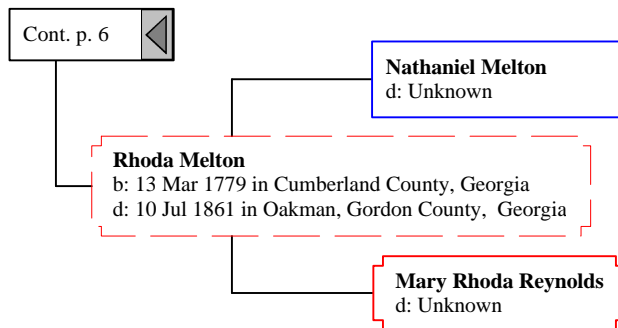 Cont. p. 6
Nathaniel Melton
d: Unknown
Rhoda Melton
b: 13 Mar 1779 in Cumberland County, Georgia
d: 10 Jul 1861 in Oakman, Gordon County,  Georgia
Mary Rhoda Reynolds
d: Unknown